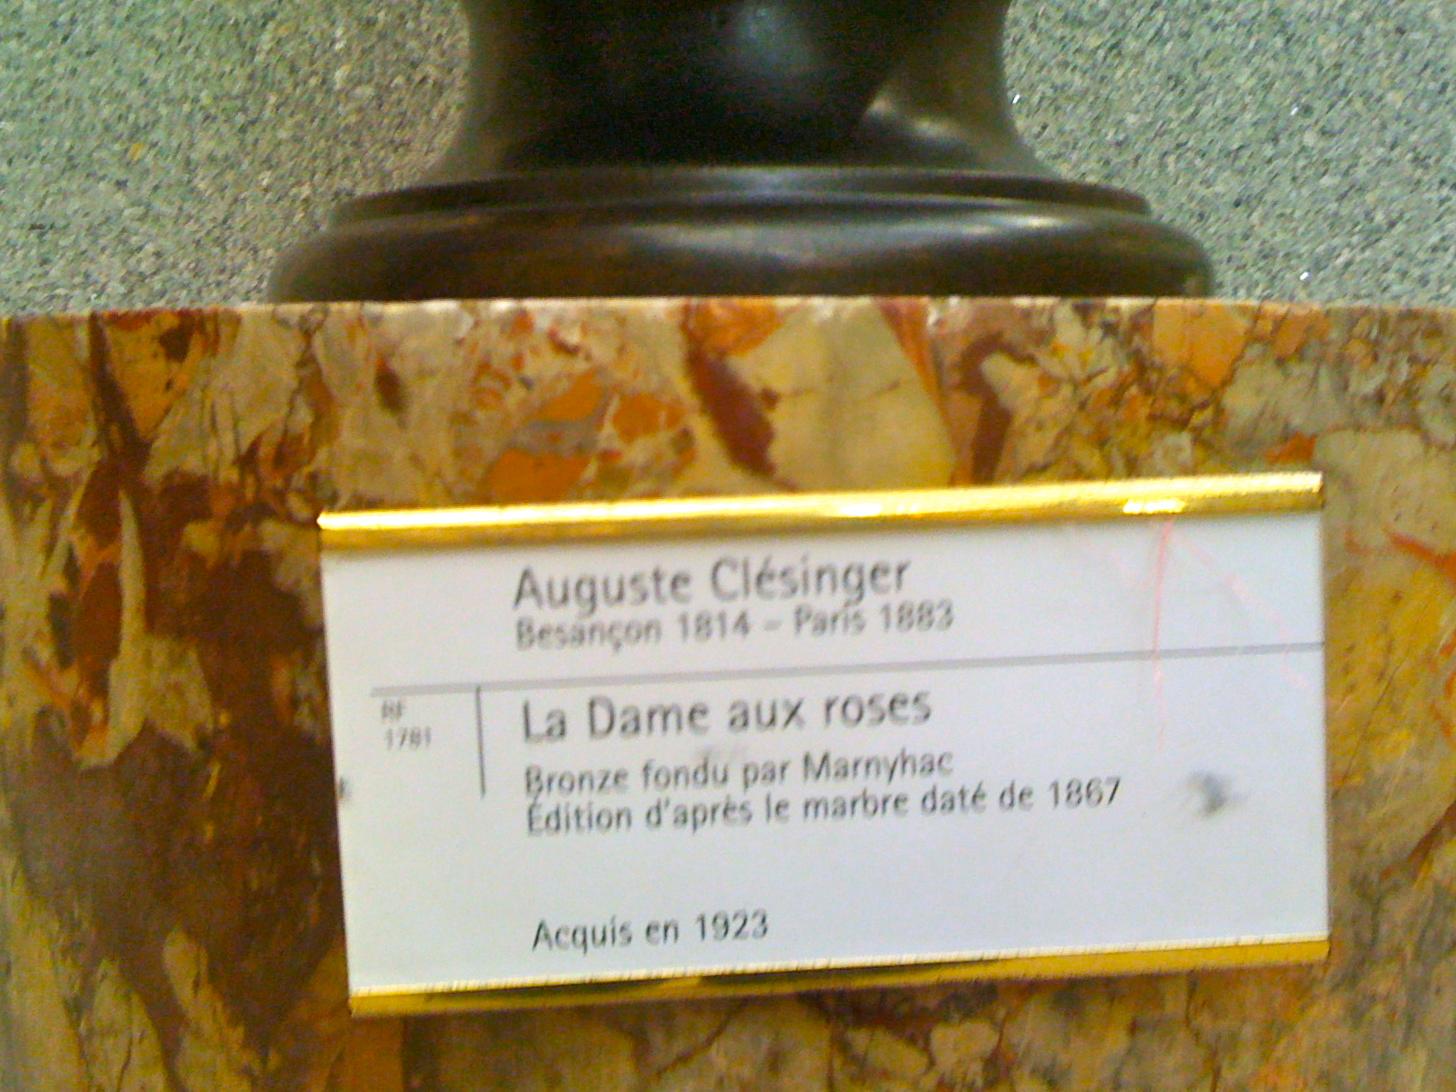 Auguste Clésinger
Besançon 1814 – Paris 1883
RF
1781
La Dame aux roses
Bronze fondu par Marnyhac
Édition d'après le marbre daté de 1867
Acquis en 1923